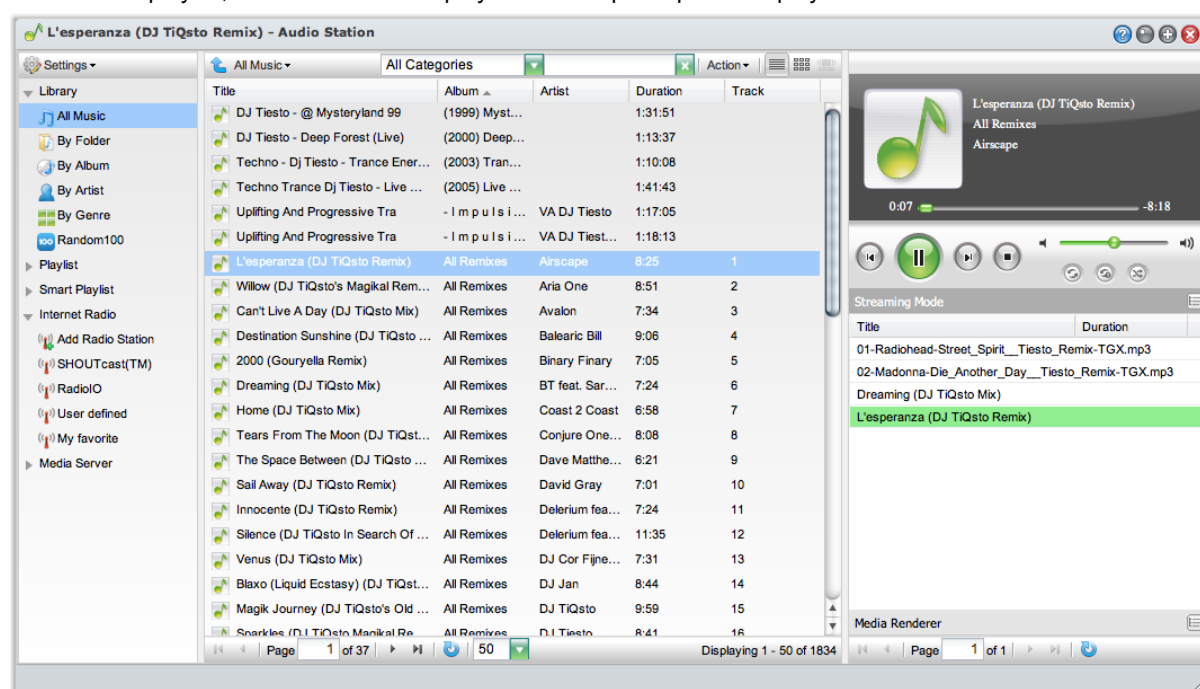 L'esperanza (DJ TiQsto Remix) - Audio Station
Settings
Library
All Music
By Folder
By Album
By Artist
By Genre
100 Random100
Playlist
Smart Playlist
Internet Radio
Add Radio Station
SHOUTcast(TM)
RadioIO
User defined
My favorite
Media Server
All Music All Categories Action
Title Album Artist Duration Track
DJ Tiesto - @ Mysteryland 99 (1999) Myst... 1:31:51
DJ Tiesto - Deep Forest (Live) (2000) Deep... 1:13:37
Techno - Dj Tiesto - Trance Ener... (2003) Tran... 1:10:08
Techno Trance Dj Tiesto - Live ... (2005) Live ... 1:41:43
Uplifting And Progressive Tra - I m p u l s i... VA DJ Tiesto 1:17:05
Uplifting And Progressive Tra - I m p u l s i... VA DJ Tiest... 1:18:13
L'esperanza (DJ TiQsto Remix) All Remixes Airscape 8:25 1
Willow (DJ TiQsto's Magikal Rem... All Remixes Aria One 8:51 2
Can't Live A Day (DJ TiQsto Mix) All Remixes Avalon 7:34 3
Destination Sunshine (DJ TiQsto ... All Remixes Balearic Bill 9:06 4
2000 (Gouryella Remix) All Remixes Binary Finary 7:05 5
Dreaming (DJ TiQsto Mix) All Remixes BT feat. Sar... 7:24 6
Home (DJ TiQsto Mix) All Remixes Coast 2 Coast 6:58 7
Tears From The Moon (DJ TiQst... All Remixes Conjure One... 8:08 8
The Space Between (DJ TiQsto ... All Remixes Dave Matthe... 6:21 9
Sail Away (DJ TiQsto Remix) All Remixes David Gray 7:01 10
Innocente (DJ TiQsto Remix) All Remixes Delerium fea... 7:24 11
Silence (DJ TiQsto In Search Of ... All Remixes Delerium fea... 11:35 12
Venus (DJ TiQsto Mix) All Remixes DJ Cor Fijne... 7:31 13
Blaxo (Liquid Ecstasy) (DJ TiQst... All Remixes DJ Jan 8:44 14
Magik Journey (DJ TiQsto's Old ... All Remixes DJ TiQsto 9:59 15
Sparkles (DJ TiQsto Magikal Re... All Remixes DJ Tiesto 8:41 16
Page 1 of 37 50 Displaying 1 - 50 of 1834
L'esperanza (DJ TiQsto Remix)
All Remixes
Airscape
0:07 -8:18
Streaming Mode
Title Duration
01-Radiohead-Street_Spirit__Tiesto_Remix-TGX.mp3
02-Madonna-Die_Another_Day__Tiesto_Remix-TGX.mp3
Dreaming (DJ TiQsto Mix)
L'esperanza (DJ TiQsto Remix)
Media Renderer
Page 1 of 1